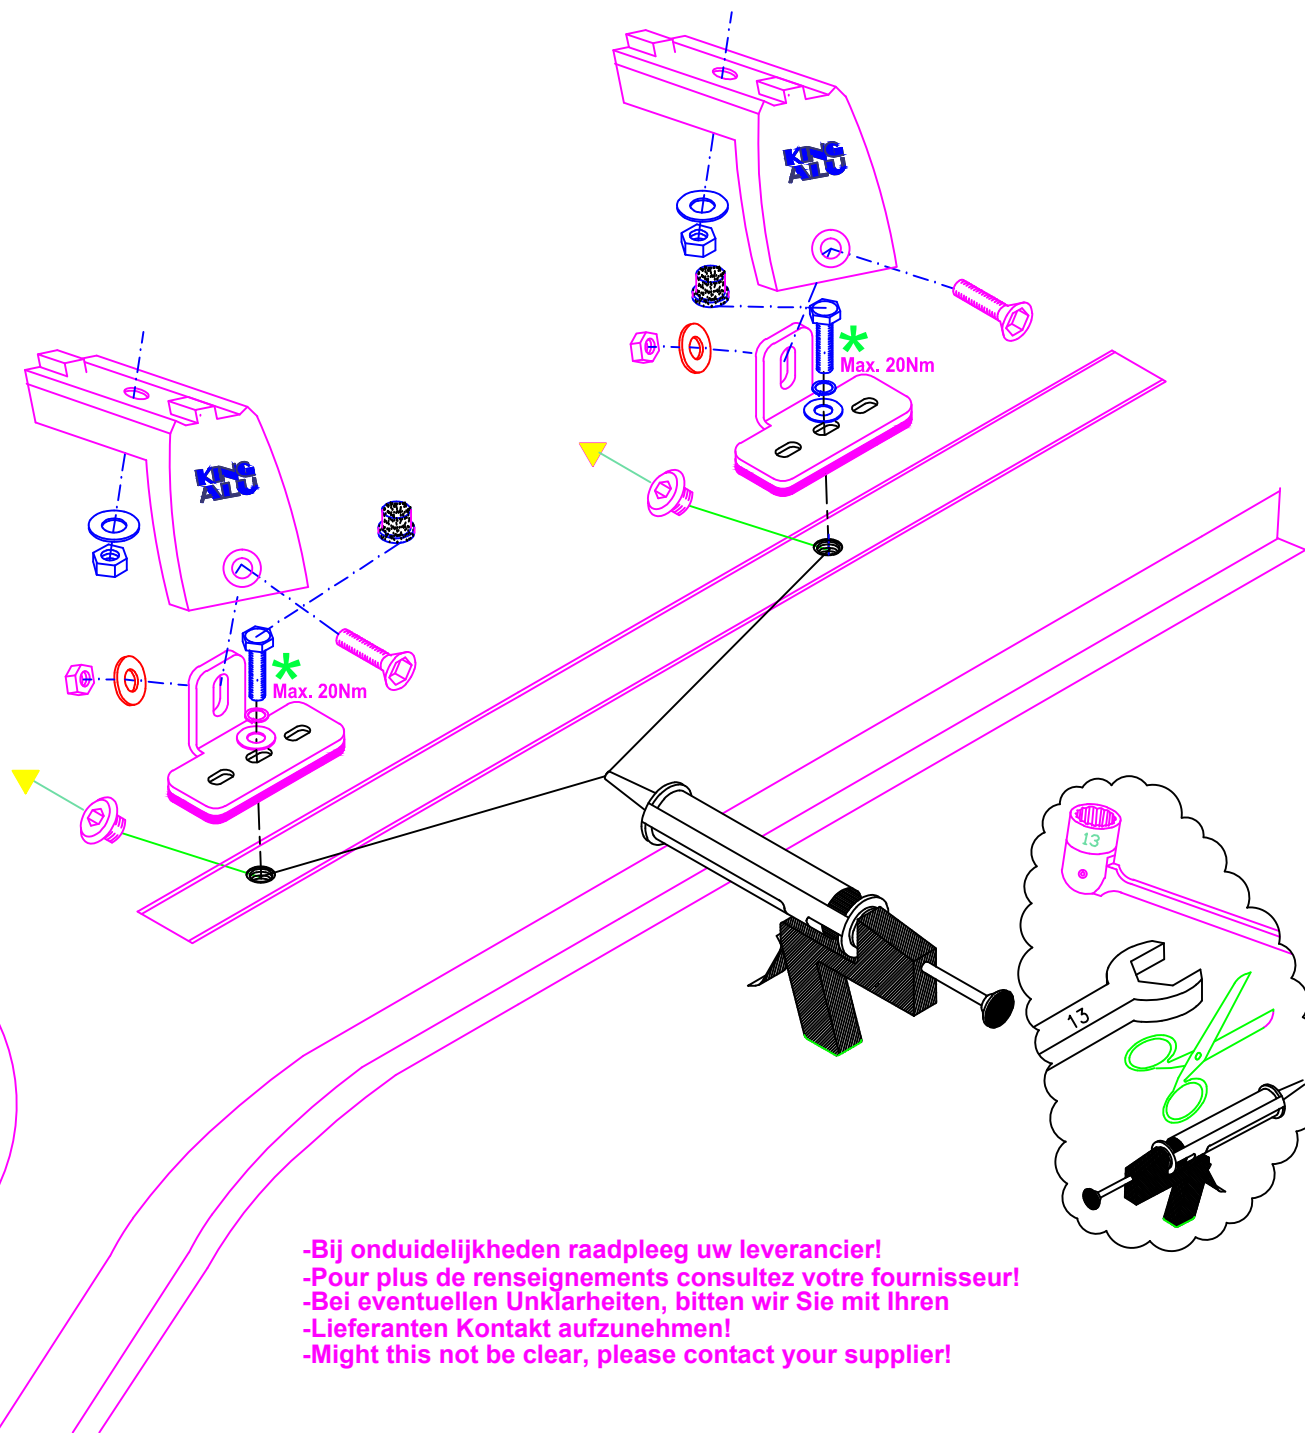 KING
ALU
Max. 20Nm
KING
ALU
Max. 20Nm
13
13
-Bij onduidelijkheden raadpleeg uw leverancier!
-Pour plus de renseignements consultez votre fournisseur!
-Bei eventuellen Unklarheiten, bitten wir Sie mit Ihren
-Lieferanten Kontakt aufzunehmen!
-Might this not be clear, please contact your supplier!